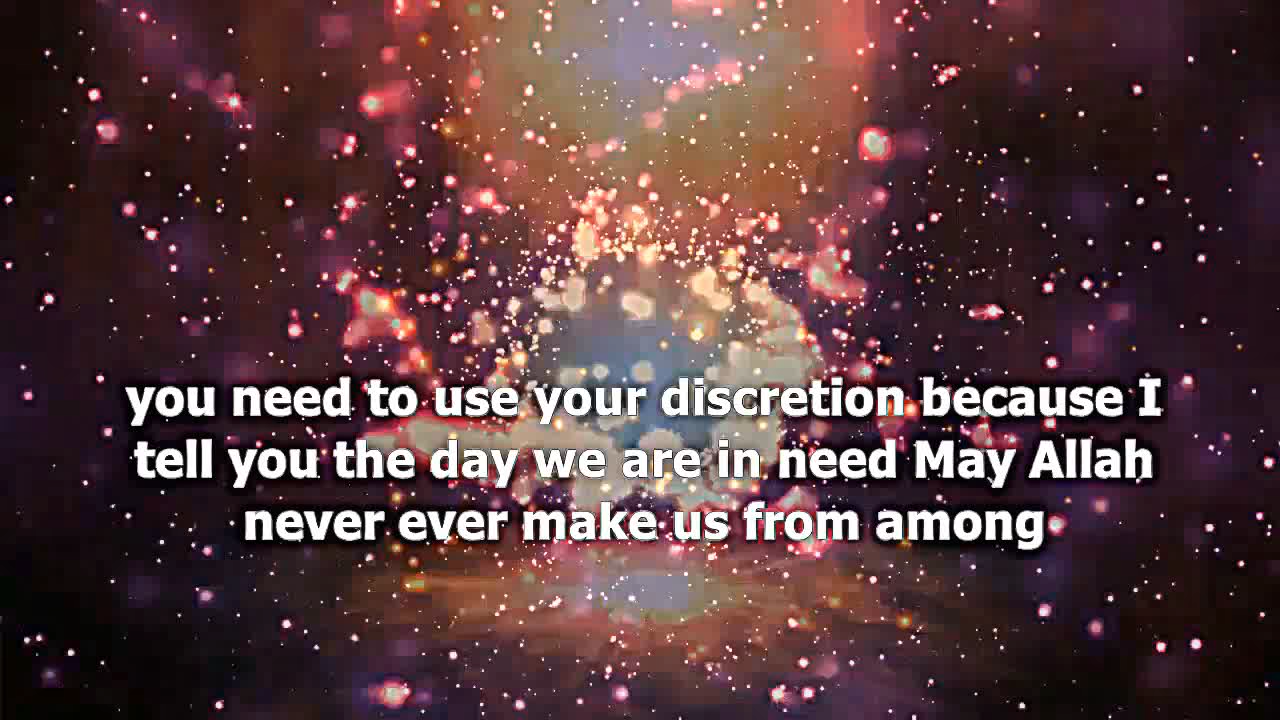 you need to use your discretion because I
tell you the day we are in need May Allah
never ever make us from among